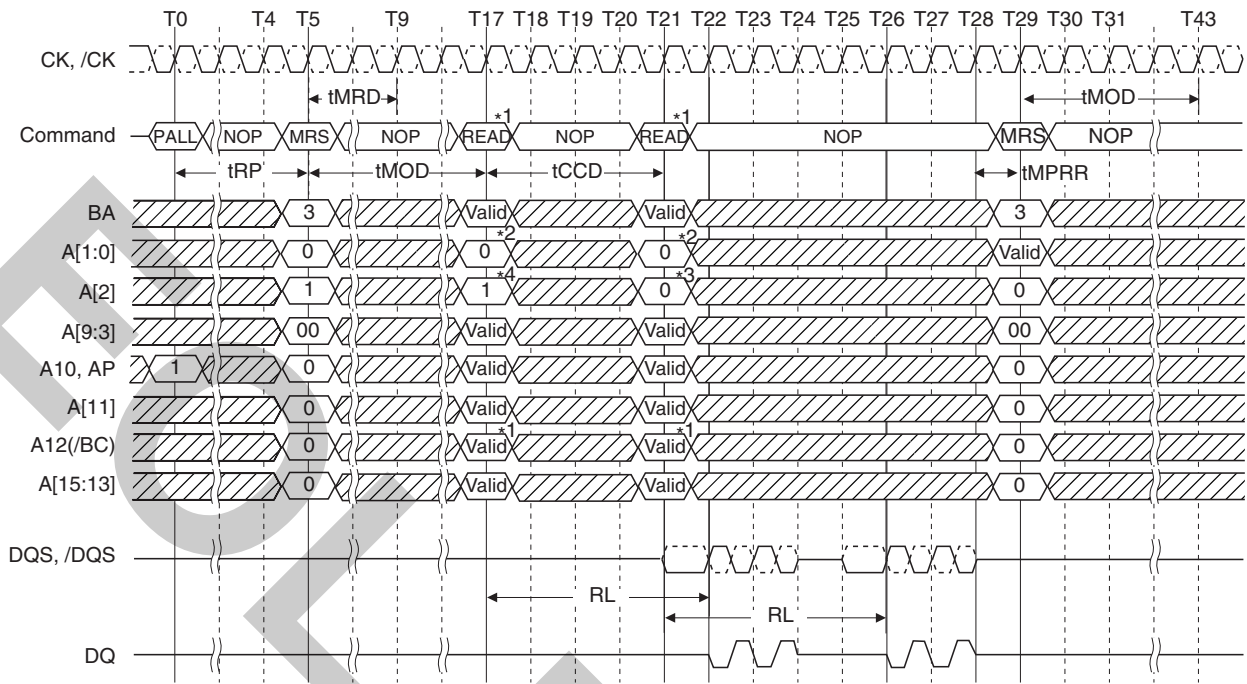 T0 T4 T5 T9 T17 T18 T19 T20 T21 T22 T23 T24 T25 T26 T27 T28 T29 T30 T31 T43
CK, /CK
tMRD tMOD
*1 *1
Command PALL NOP MRS NOP READ NOP READ NOP MRS NOP
tRP tMOD tCCD tMPRR
BA 3 Valid Valid 3
*2 *2
A[1:0] 0 0 0 Valid
*4 *3
A[2] 1 1 0 0
A[9:3] 00 Valid Valid 00
A10, AP 1 0 Valid Valid 0
A[11] 0 Valid Valid 0
*1 *1
A12(/BC) 0 Valid Valid 0
A[15:13] 0 Valid Valid 0
DQS, /DQS
RL
RL
DQ